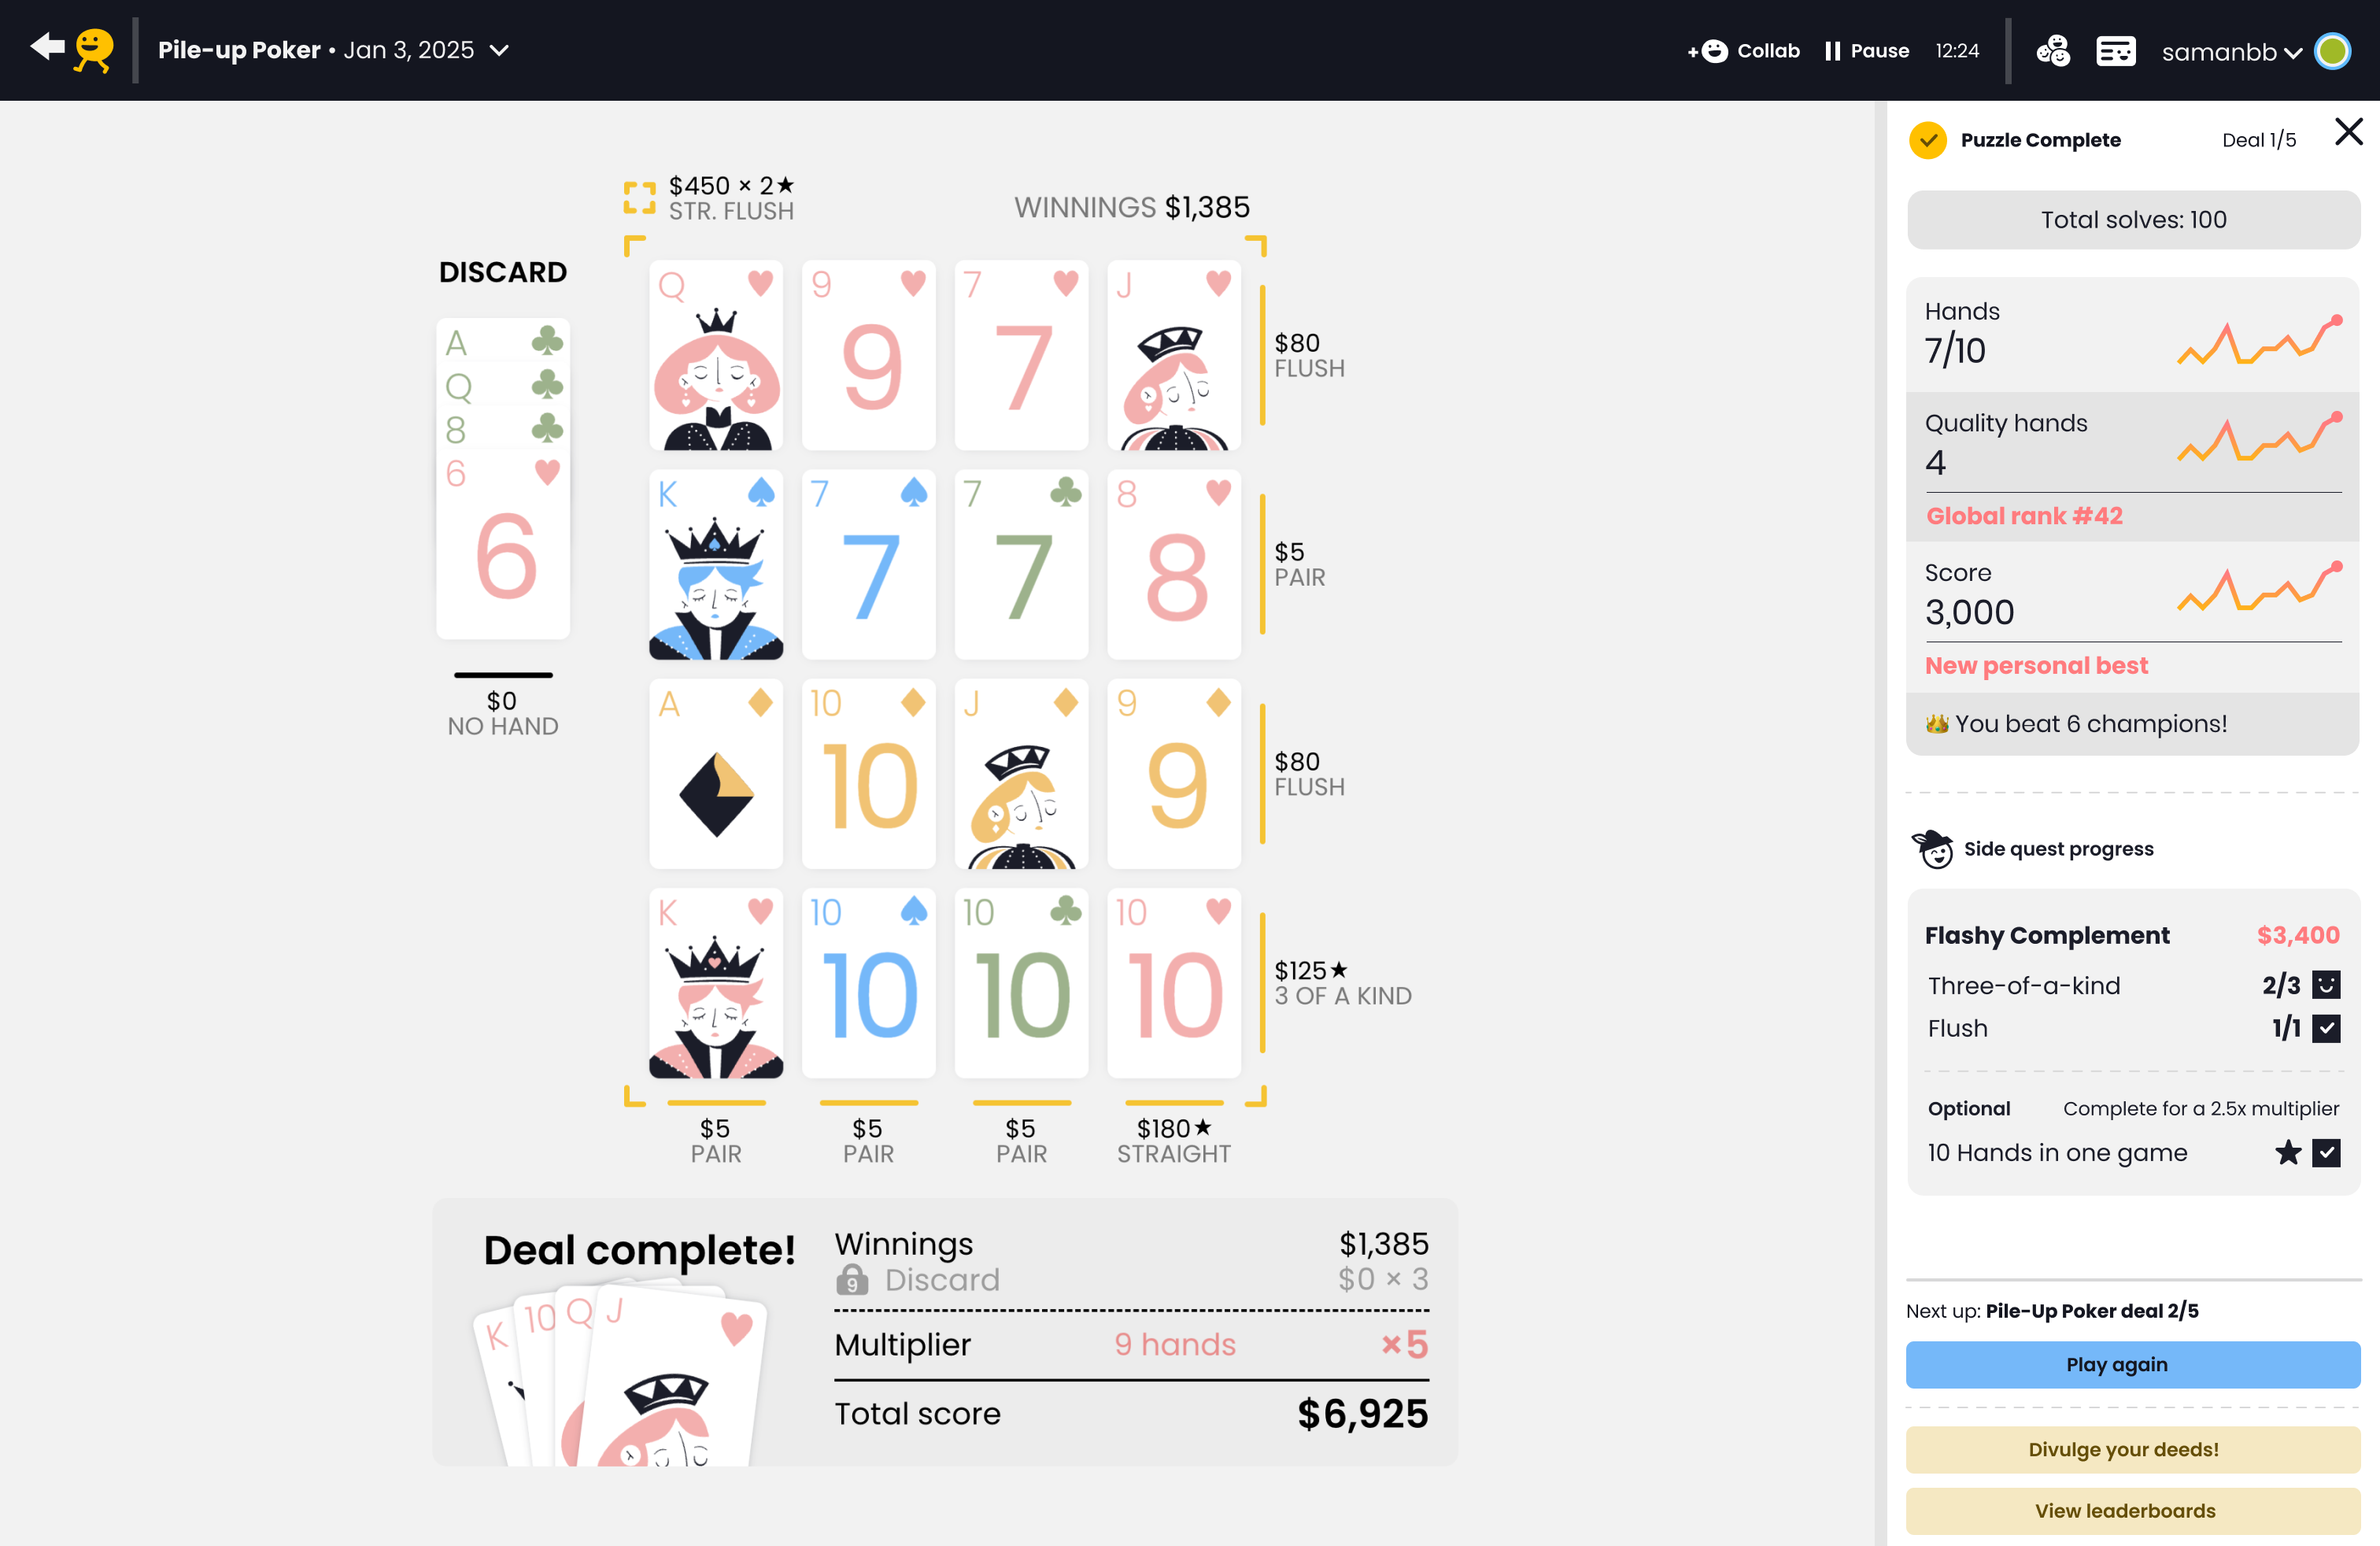 Pile-up Poker • Jan 3, 2025
+ Collab
Pause
12:24
samanbb
$450 × 2★
STR. FLUSH
WINNINGS $1,385
DISCARD
A
Q
8
6
6
$0
NO HAND
Q
9
9
7
7
J
$80
FLUSH
K
7
7
7
7
8
8
$5
PAIR
A
10
10
J
9
9
$80
FLUSH
K
10
10
10
10
10
10
$125★
3 OF A KIND
$5
PAIR
$5
PAIR
$5
PAIR
$180★
STRAIGHT
Deal complete!
K
10
Q
J
Winnings $1,385
9 Discard $0 × 3
Multiplier 9 hands ×5
Total score $6,925
Puzzle Complete Deal 1/5
Total solves: 100
Hands
7/10
Quality hands
4
Global rank #42
Score
3,000
New personal best
You beat 6 champions!
Side quest progress
Flashy Complement $3,400
Three-of-a-kind 2/3
Flush 1/1
Optional Complete for a 2.5x multiplier
10 Hands in one game ★
Next up: Pile-Up Poker deal 2/5
Play again
Divulge your deeds!
View leaderboards